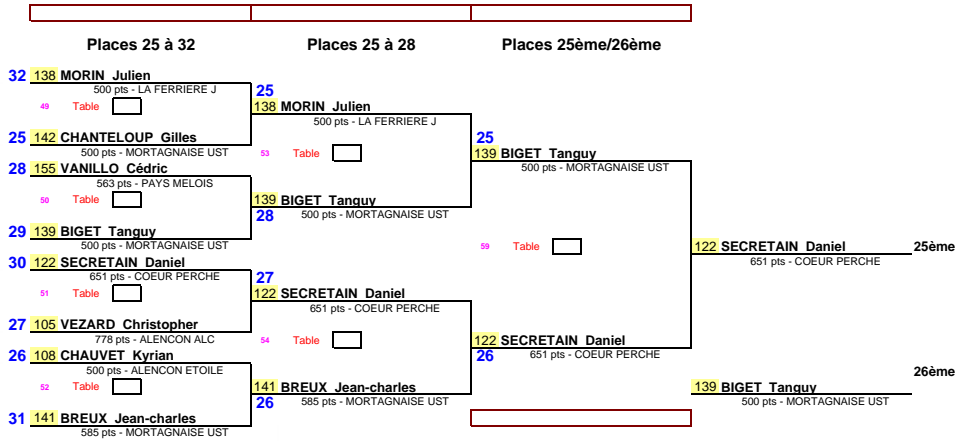 Places 25 à 32 Places 25 à 28 Places 25ème/26ème
32 138 MORIN Julien
500 pts - LA FERRIERE J
49 Table
25 142 CHANTELOUP Gilles
500 pts - MORTAGNAISE UST
28 155 VANILLO Cédric
563 pts - PAYS MELOIS
50 Table
29 139 BIGET Tanguy
500 pts - MORTAGNAISE UST
30 122 SECRETAIN Daniel
651 pts - COEUR PERCHE
51 Table
27 105 VEZARD Christopher
778 pts - ALENCON ALC
26 108 CHAUVET Kyrian
500 pts - ALENCON ETOILE
52 Table
31 141 BREUX Jean-charles
585 pts - MORTAGNAISE UST
25
138 MORIN Julien
500 pts - LA FERRIERE J
53 Table
139 BIGET Tanguy
28 500 pts - MORTAGNAISE UST
27
122 SECRETAIN Daniel
651 pts - COEUR PERCHE
54 Table
141 BREUX Jean-charles
26 585 pts - MORTAGNAISE UST
25
139 BIGET Tanguy
500 pts - MORTAGNAISE UST
59 Table
122 SECRETAIN Daniel
26 651 pts - COEUR PERCHE
122 SECRETAIN Daniel 25ème
651 pts - COEUR PERCHE
26ème
139 BIGET Tanguy
500 pts - MORTAGNAISE UST